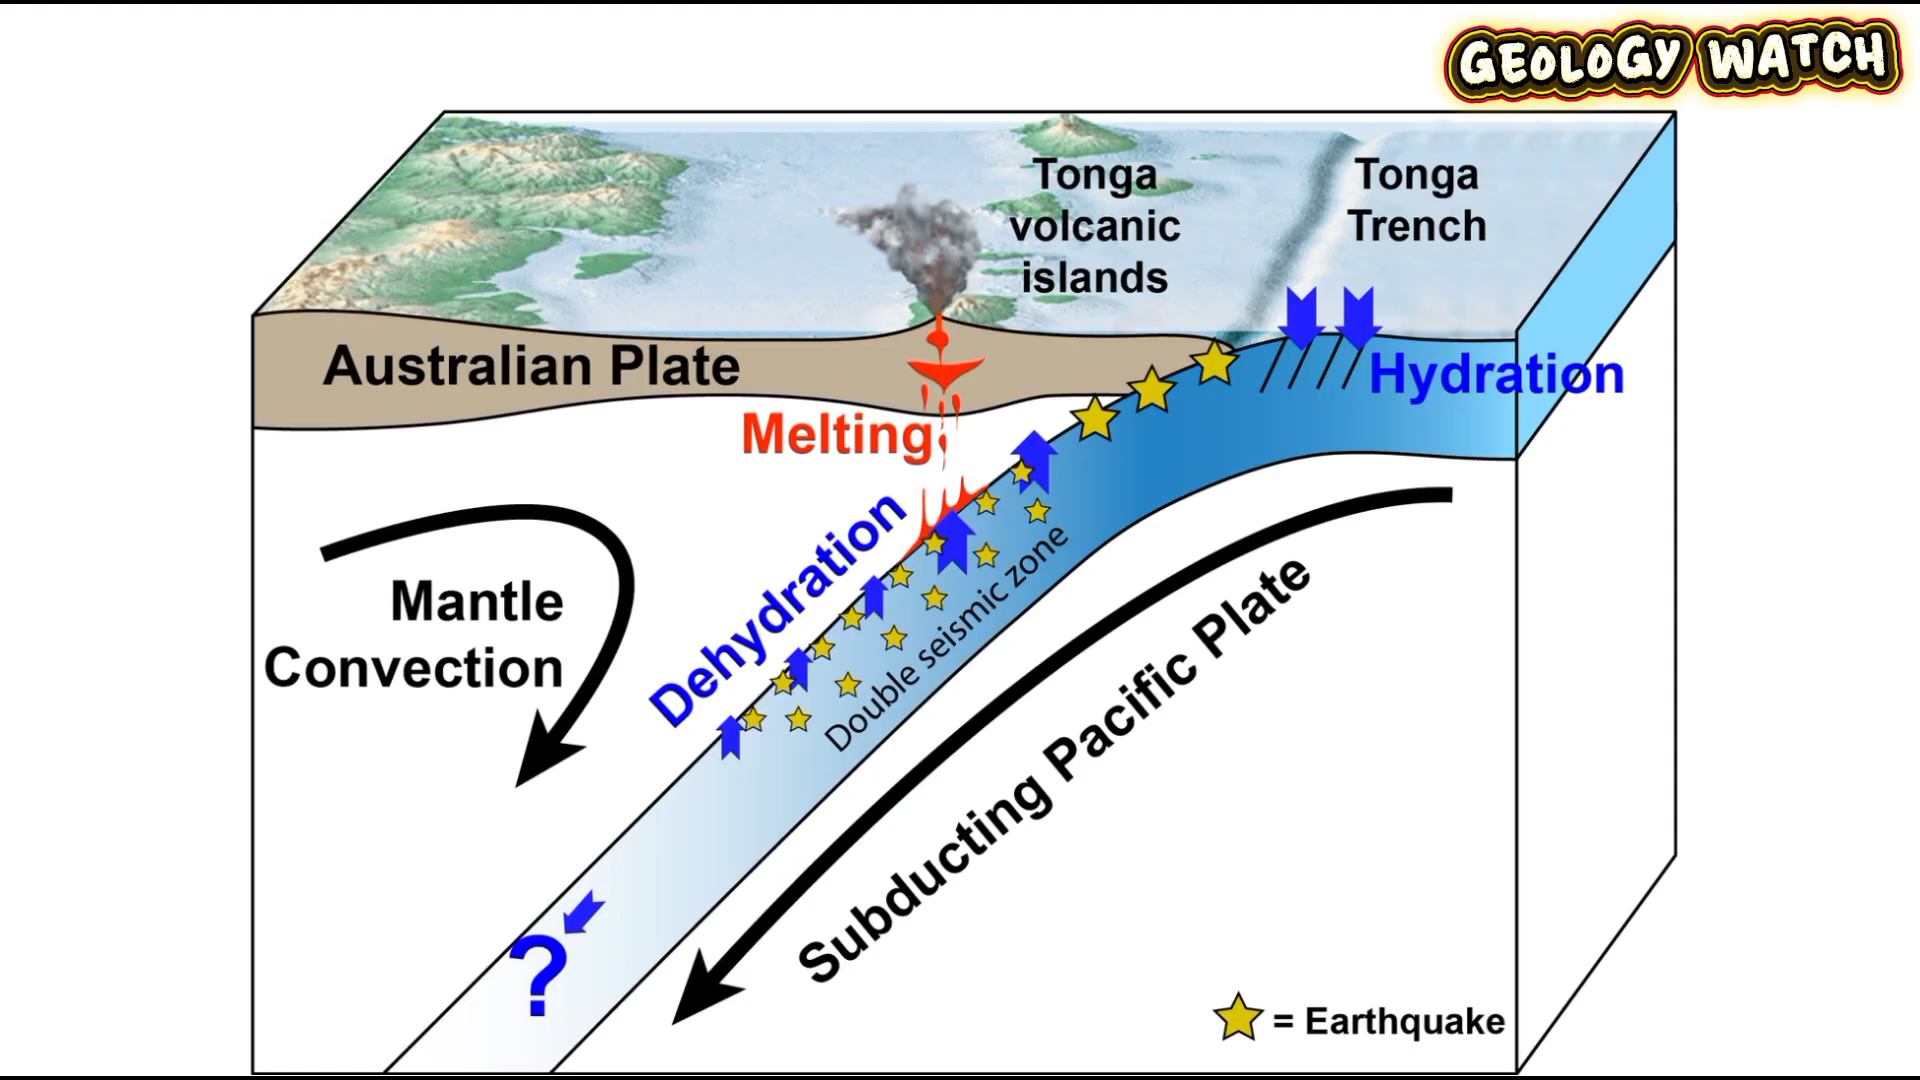 GEOLOGY WATCH
Tonga
volcanic
islands
Tonga
Trench
Australian Plate
Hydration
Melting
Dehydration
Double seismic zone
Mantle
Convection
Subducting Pacific Plate
?
= Earthquake